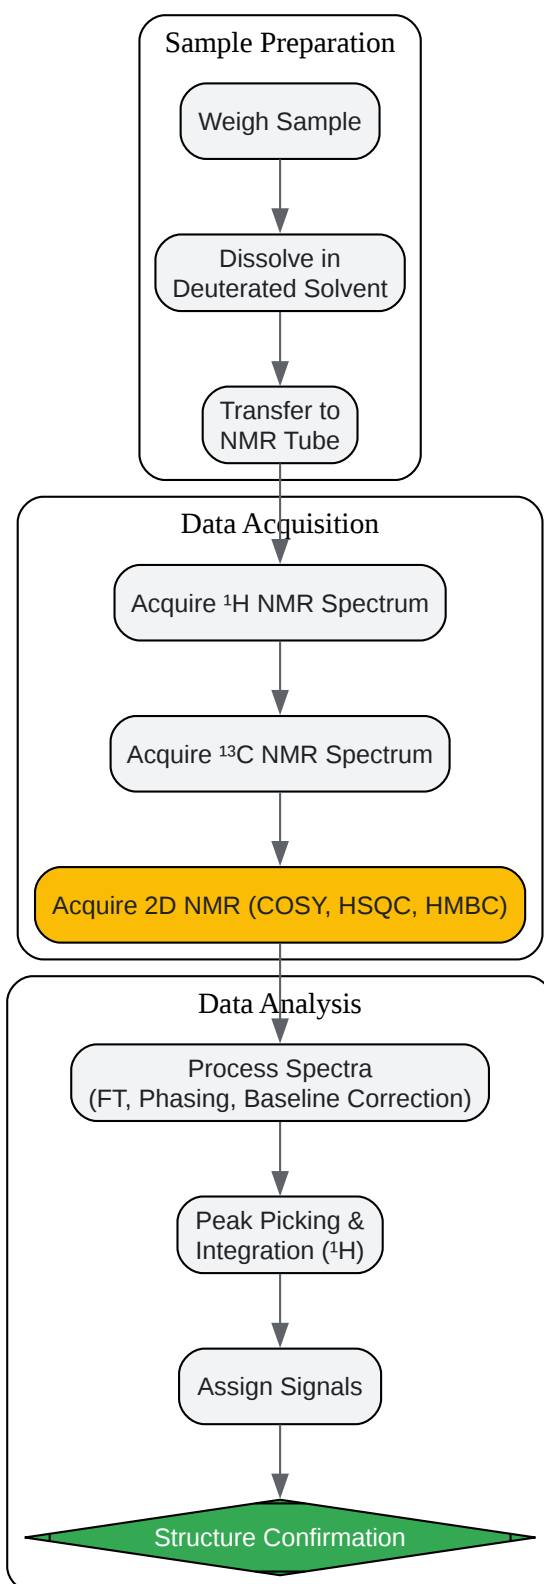 Sample Preparation
Weigh Sample
Dissolve in
Deuterated Solvent
Transfer to
NMR Tube
Data Acquisition
Acquire ¹H NMR Spectrum
Acquire ¹³C NMR Spectrum
Acquire 2D NMR (COSY, HSQC, HMBC)
Data Analysis
Process Spectra
(FT, Phasing, Baseline Correction)
Peak Picking &
Integration (¹H)
Assign Signals
Structure Confirmation